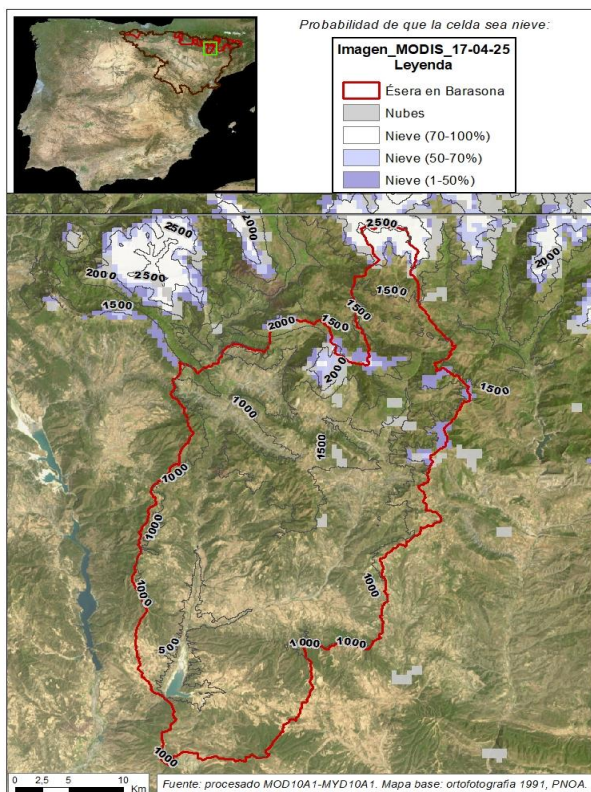 Probabilidad de que la celda sea nieve:
Imagen_MODIS_17-04-25
Leyenda
Ésera en Barasona
Nubes
Nieve (70-100%)
Nieve (50-70%)
Nieve (1-50%)
2500
2000
2500
2000
2500
2000
2500
1500
1500
1500
2000
1500
2000
1500
1000
1500
1000
1000
1000
1000
500
1000
1000
1000
0 2,5 5 10
Km
Fuente: procesado MOD10A1-MYD10A1. Mapa base: ortofotografia 1991, PNOA.